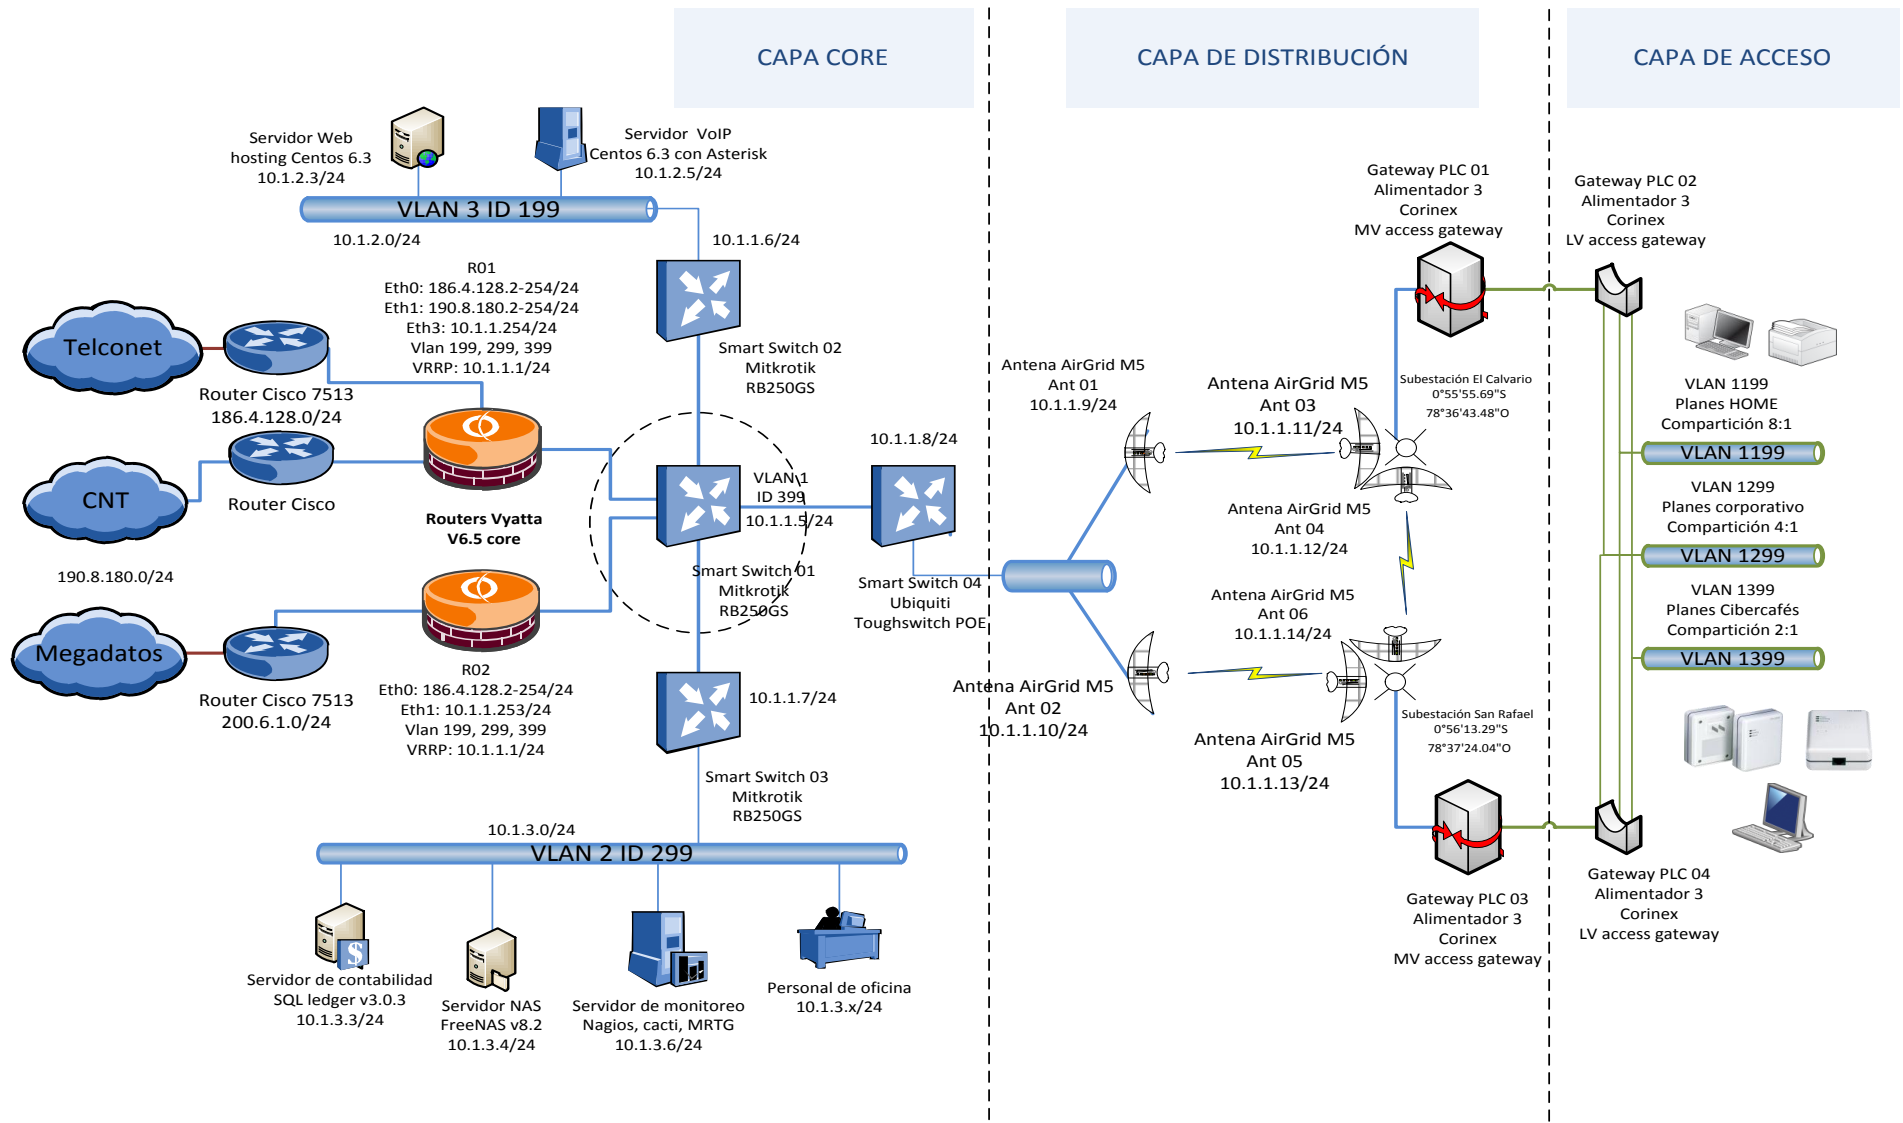 CAPA CORE
CAPA DE DISTRIBUCIÓN
CAPA DE ACCESO
Servidor Web
hosting Centos 6.3
10.1.2.3/24
Servidor VoIP
Centos 6.3 con Asterisk
10.1.2.5/24
VLAN 3 ID 199
10.1.2.0/24
10.1.1.6/24
R01
Eth0: 186.4.128.2-254/24
Eth1: 190.8.180.2-254/24
Eth3: 10.1.1.254/24
Vlan 199, 299, 399
VRRP: 10.1.1.1/24
Telconet
Router Cisco 7513
186.4.128.0/24
Smart Switch 02
Mitkrotik
RB250GS
CNT
Router Cisco
Routers Vyatta
V6.5 core
VLAN 1
ID 399
10.1.1.5/24
10.1.1.8/24
190.8.180.0/24
Smart Switch 01
Mitkrotik
RB250GS
Smart Switch 04
Ubiquiti
Toughswitch POE
Megadatos
Router Cisco 7513
200.6.1.0/24
R02
Eth0: 186.4.128.2-254/24
Eth1: 10.1.1.253/24
Vlan 199, 299, 399
VRRP: 10.1.1.1/24
10.1.1.7/24
Smart Switch 03
Mitkrotik
RB250GS
10.1.3.0/24
VLAN 2 ID 299
$
Servidor de contabilidad
SQL ledger v3.0.3
10.1.3.3/24
Servidor NAS
FreeNAS v8.2
10.1.3.4/24
Servidor de monitoreo
Nagios, cacti, MRTG
10.1.3.6/24
Personal de oficina
10.1.3.x/24
Gateway PLC 01
Alimentador 3
Corinex
MV access gateway
Antena AirGrid M5
Ant 01
10.1.1.9/24
Antena AirGrid M5
Ant 03
10.1.1.11/24
Subestación El Calvario
0°55'55.69"S
78°36'43.48"O
Antena AirGrid M5
Ant 04
10.1.1.12/24
Antena AirGrid M5
Ant 06
10.1.1.14/24
Antena AirGrid M5
Ant 02
10.1.1.10/24
Antena AirGrid M5
Ant 05
10.1.1.13/24
Subestación San Rafael
0°56'13.29"S
78°37'24.04"O
Gateway PLC 03
Alimentador 3
Corinex
MV access gateway
Gateway PLC 02
Alimentador 3
Corinex
LV access gateway
VLAN 1199
Planes HOME
Compartición 8:1
VLAN 1199
VLAN 1299
Planes corporativo
Compartición 4:1
VLAN 1299
VLAN 1399
Planes Cibercafés
Compartición 2:1
VLAN 1399
Gateway PLC 04
Alimentador 3
Corinex
LV access gateway